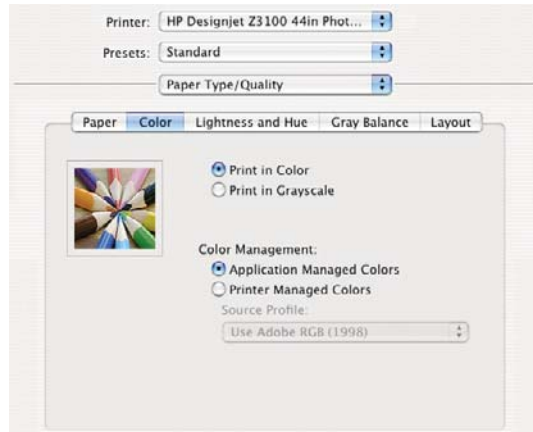 Printer: HP Designjet Z3100 44in Phot...
Presets: Standard
Paper Type/Quality
Paper Color Lightness and Hue Gray Balance Layout
Print in Color
Print in Grayscale
Color Management:
Application Managed Colors
Printer Managed Colors
Source Profile:
Use Adobe RGB (1998)